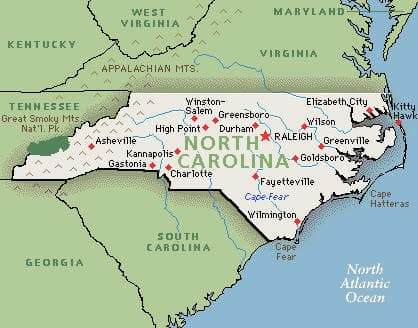 WEST
VIRGINIA
MARYLAND
KENTUCKY
VIRGINIA
APPALACHIAN MTS.
TENNESSEE
Great Smoky Mts.
Nat'l. Pk.
Winston-
Salem
Greensboro
Elizabeth City
Kitty
Hawk
High Point
Durham
Wilson
RALEIGH
Asheville
NORTH
CAROLINA
Greenville
Kannapolis
Goldsboro
Gastonia
Charlotte
Fayetteville
Cape
Hatteras
Cape Fear
Wilmington
Cape
Fear
SOUTH
CAROLINA
GEORGIA
North
Atlantic
Ocean